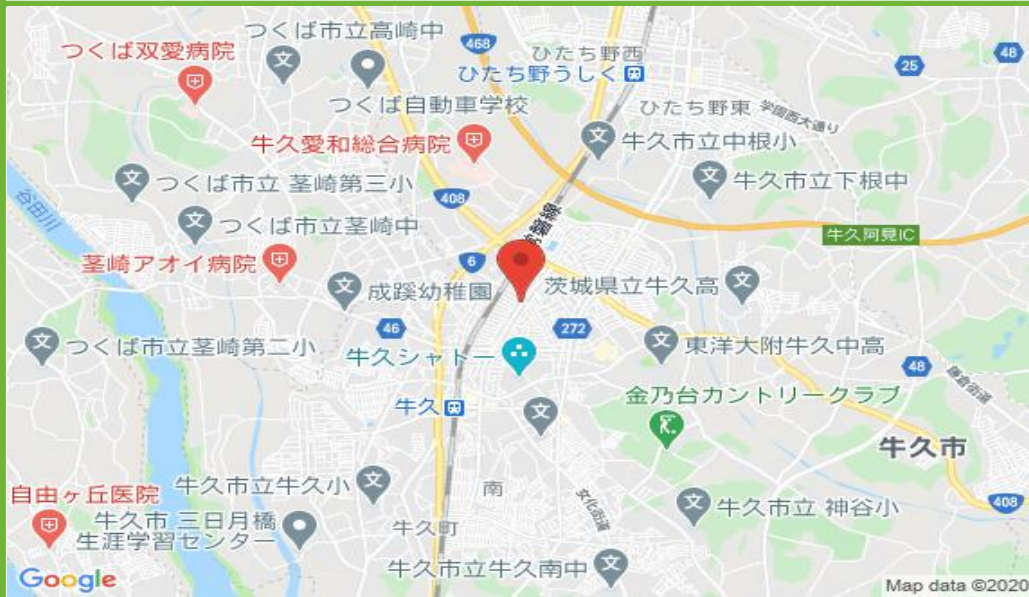 つくば市立高崎中
つくば双愛病院
468
ひたち野西
48
ひたち野うしく
25
つくば自動車学校
ひたち野東
学園西大通り
牛久愛和総合病院
牛久市立中根小
つくば市立 茎崎第三小
408
牛久市立下根中
谷田川
つくば市立茎崎中
常磐線
牛久阿見IC
茎崎アオイ病院
6
成蹊幼稚園
茨城県立牛久高
46
272
つくば市立茎崎第二小
牛久シャトー
東洋大附牛久中高
48
鎌倉街道
牛久
金乃台カントリークラブ
牛久市
自由ヶ丘医院
牛久市立牛久小
南
文化街道
408
牛久市 三日月橋
生涯学習センター
牛久町
牛久市立 神谷小
牛久市立牛久南中
Google
Map data ©2020